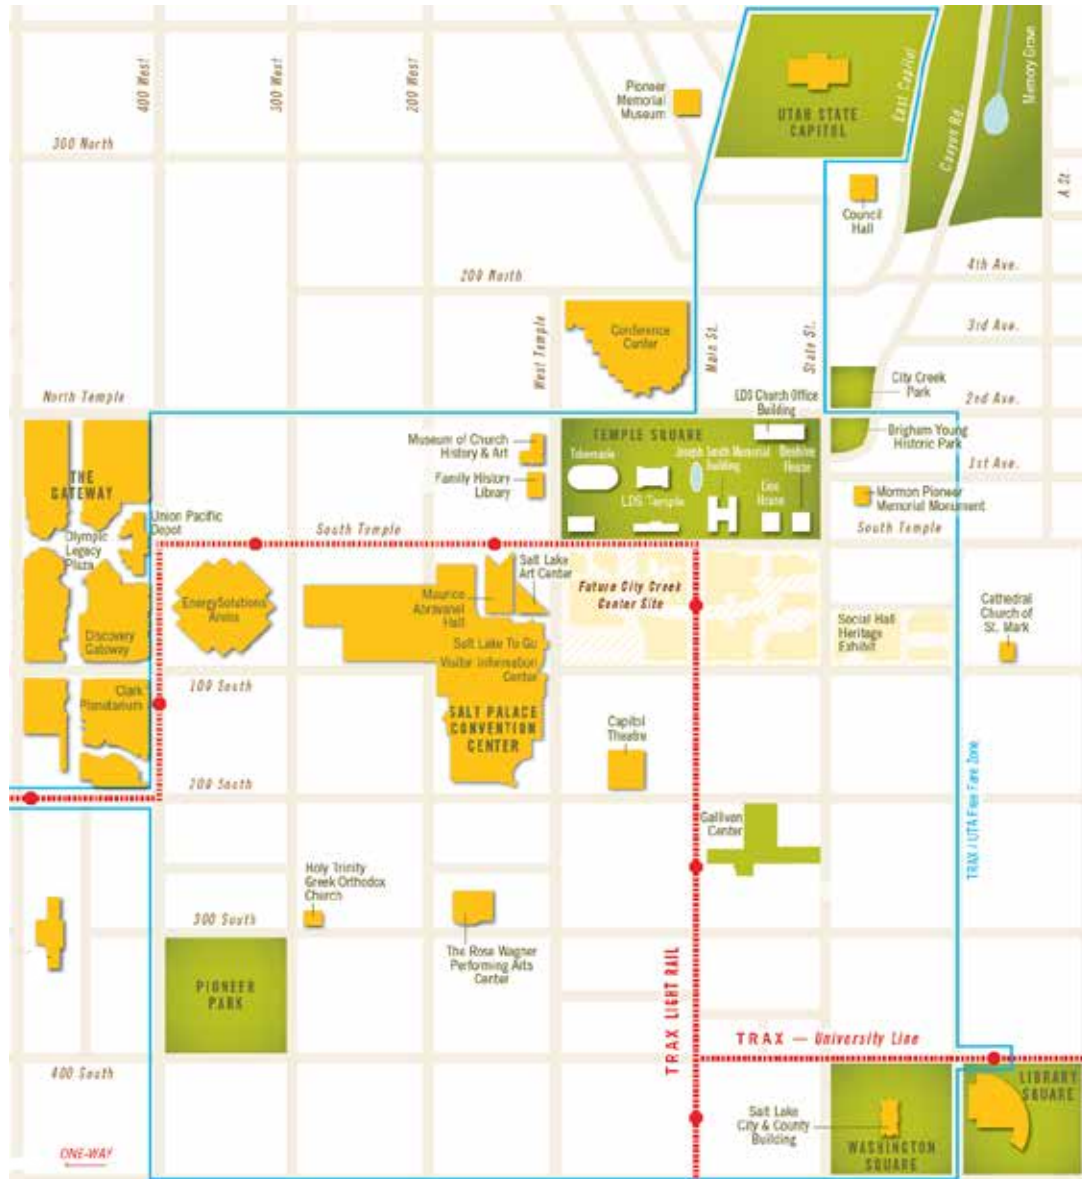 400 West
300 West
200 West
Pioneer
Memorial
Museum
UTAH STATE
CAPITOL
East Capitol
Canyon Rd.
Memory Grove
300 North
A St.
Council
Hall
200 North
4th Ave.
3rd Ave.
West Temple
Conference
Center
Main St.
State St.
North Temple
City Creek
Park
2nd Ave.
LDS Church Office
Building
Brigham Young
Historic Park
1st Ave.
THE
GATEWAY
Museum of Church
History & Art
Family History
Library
TEMPLE SQUARE
Tabernacle
Joseph Smith Memorial
Building
Beehive
House
LDS Temple
Lion
House
Mormon Pioneer
Memorial Monument
South Temple
Union Pacific
Depot
South Temple
Olympic
Legacy
Plaza
Salt Lake
Art Center
Future City Creek
Center Site
EnergySolutions
Arena
Maurice
Abravanel
Hall
Cathedral
Church of
St. Mark
Social Hall
Heritage
Exhibit
Discovery
Gateway
Salt Lake To Go
Visitor Information
Center
100 South
Clark
Planetarium
SALT PALACE
CONVENTION
CENTER
Capitol
Theatre
200 South
TRAX / UTA Free Fare Zone
Gallivan
Center
Holy Trinity
Greek Orthodox
Church
300 South
The Rose Wagner
Performing Arts
Center
PIONEER
PARK
TRAX LIGHT RAIL
TRAX — University Line
400 South
LIBRARY
SQUARE
Salt Lake
City & County
Building
WASHINGTON
SQUARE
ONE-WAY